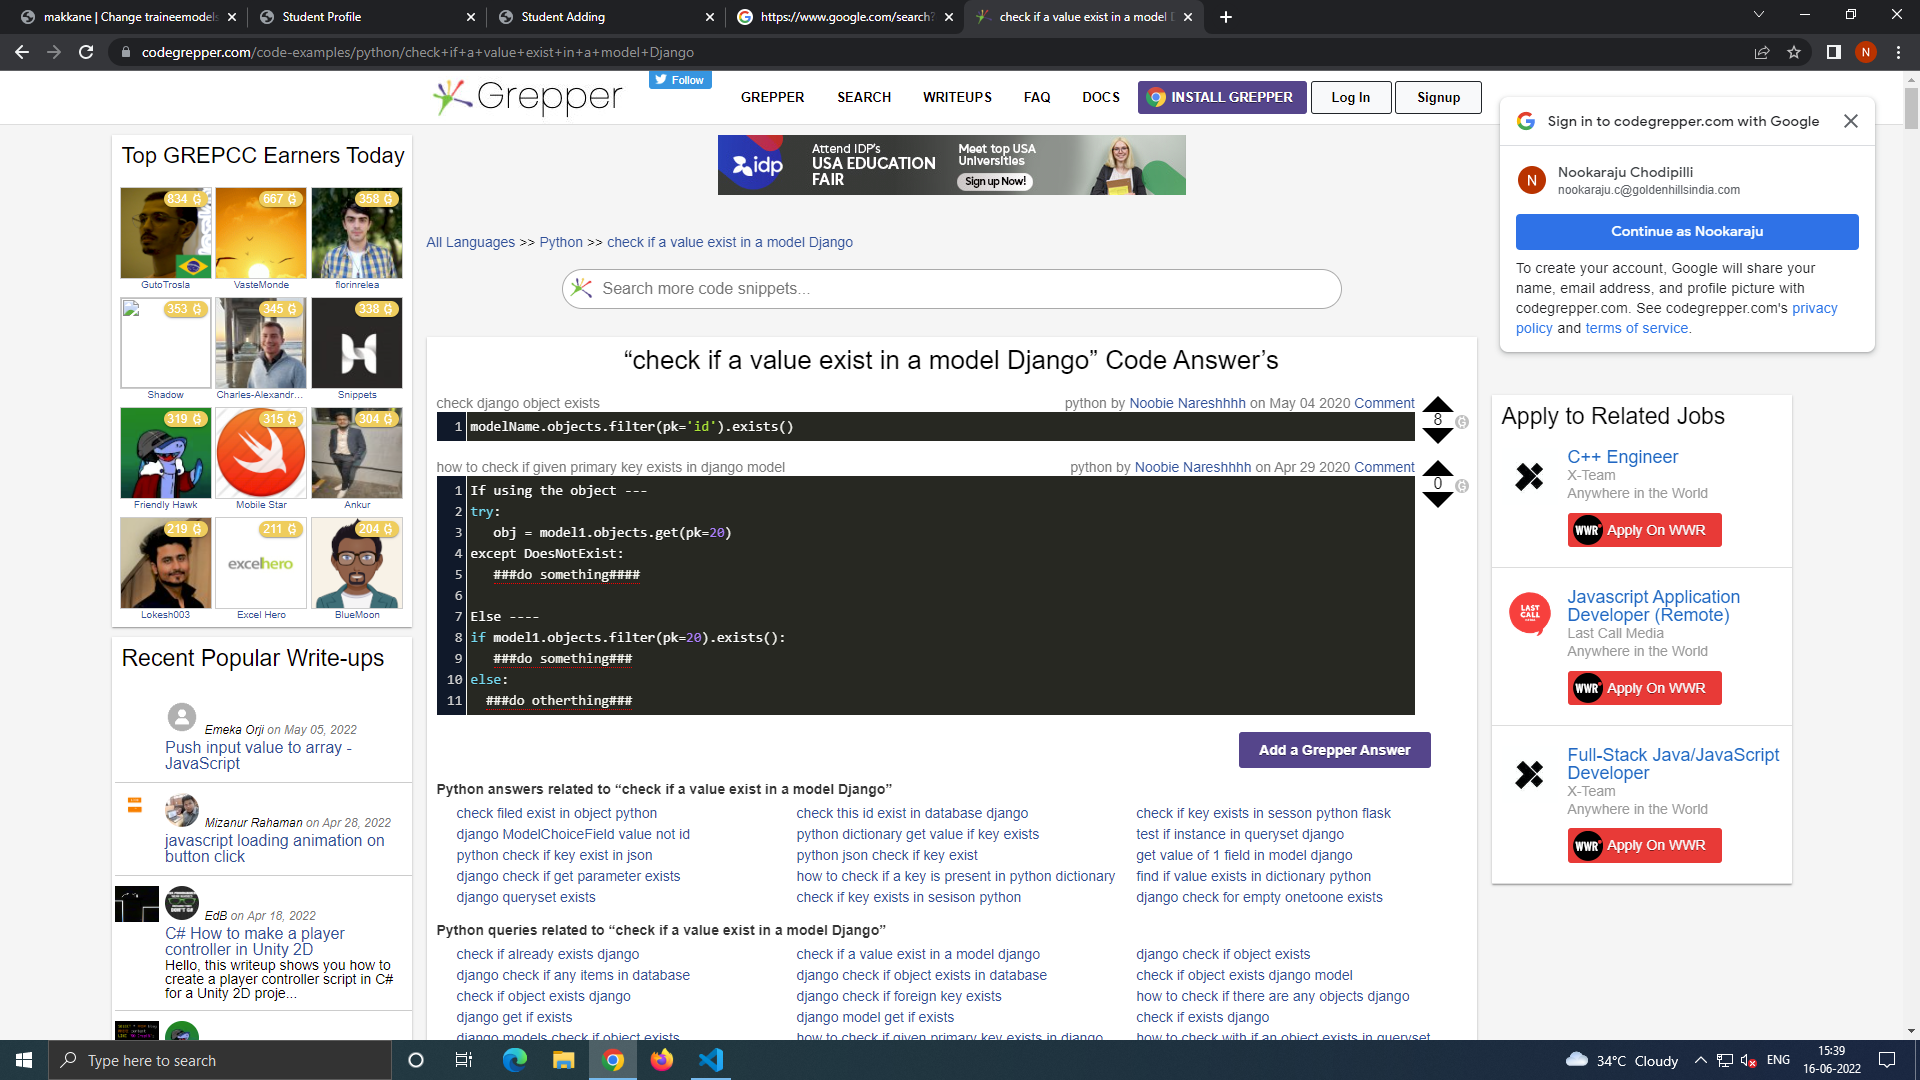 makkane | Change traineemodels
Student Profile
Student Adding
https://www.google.com/search?
check if a value exist in a model D
codegrepper.com/code-examples/python/check+if+a+value+exist+in+a+model+Django
N
Grepper
Follow
GREPPER
SEARCH
WRITEUPS
FAQ
DOCS
INSTALL GREPPER
Log In
Signup
Sign in to codegrepper.com with Google
N
Nookaraju Chodipilli
nookaraju.c@goldenhillsindia.com
Continue as Nookaraju
To create your account, Google will share your
name, email address, and profile picture with
codegrepper.com. See codegrepper.com's privacy
policy and terms of service.
Top GREPCC Earners Today
834
667
358
GutoTrosla
VasteMonde
florinrelea
353
345
338
Shadow
Charles-Alexandr...
Snippets
319
315
304
Friendly Hawk
Mobile Star
Ankur
219
211
204
excelhero
Lokesh003
Excel Hero
BlueMoon
Recent Popular Write-ups
Emeka Orji on May 05, 2022
Push input value to array -
JavaScript
Mizanur Rahaman on Apr 28, 2022
javascript loading animation on
button click
EdB on Apr 18, 2022
C# How to make a player
controller in Unity 2D
Hello, this writeup shows you how to
create a player controller script in C#
for a Unity 2D proje...
idp
Attend IDP's
USA EDUCATION
FAIR
Meet top USA
Universities
Sign up Now!
All Languages >> Python >> check if a value exist in a model Django
Search more code snippets...
“check if a value exist in a model Django” Code Answer’s
check django object exists
python by Noobie Nareshhhh on May 04 2020 Comment
8
1 modelName.objects.filter(pk='id').exists()
how to check if given primary key exists in django model
python by Noobie Nareshhhh on Apr 29 2020 Comment
0
1 If using the object ---
2 try:
3 obj = model1.objects.get(pk=20)
4 except DoesNotExist:
5 ###do something####
6
7 Else ----
8 if model1.objects.filter(pk=20).exists():
9 ###do something###
10 else:
11 ###do otherthing###
Add a Grepper Answer
Python answers related to “check if a value exist in a model Django”
check filed exist in object python
check this id exist in database django
check if key exists in sesson python flask
django ModelChoiceField value not id
python dictionary get value if key exists
test if instance in queryset django
python check if key exist in json
python json check if key exist
get value of 1 field in model django
django check if get parameter exists
how to check if a key is present in python dictionary
find if value exists in dictionary python
django queryset exists
check if key exists in sesison python
django check for empty onetoone exists
Python queries related to “check if a value exist in a model Django”
check if already exists django
check if a value exist in a model django
django check if object exists
django check if any items in database
django check if object exists in database
check if object exists django model
check if object exists django
django check if foreign key exists
how to check if there are any objects django
django get if exists
django model get if exists
check if exists django
django models check if object exists
how to check if given primary key exists in django
how to check with if an object exists in queryset
Apply to Related Jobs
C++ Engineer
X-Team
Anywhere in the World
WWR Apply On WWR
LAST
CALL
Javascript Application
Developer (Remote)
Last Call Media
Anywhere in the World
WWR Apply On WWR
Full-Stack Java/JavaScript
Developer
X-Team
Anywhere in the World
WWR Apply On WWR
Type here to search
34°C Cloudy
ENG
15:39
16-06-2022